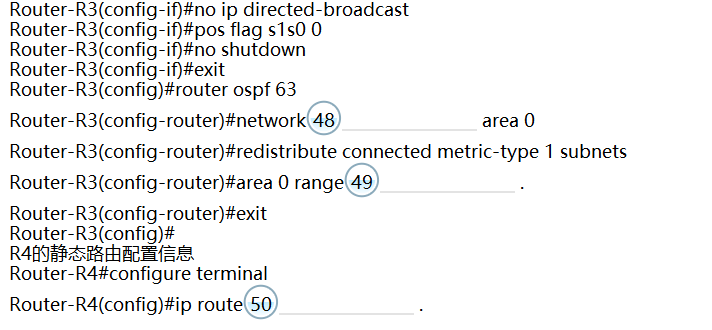 Router-R3(config-if)#no ip directed-broadcast
Router-R3(config-if)#pos flag s1s0 0
Router-R3(config-if)#no shutdown
Router-R3(config-if)#exit
Router-R3(config)#router ospf 63
Router-R3(config-router)#network 48 ______________ area 0
Router-R3(config-router)#redistribute connected metric-type 1 subnets
Router-R3(config-router)#area 0 range 49 ______________ .
Router-R3(config-router)#exit
Router-R3(config)#
R4的静态路由配置信息
Router-R4#configure terminal
Router-R4(config)#ip route 50 ______________ .